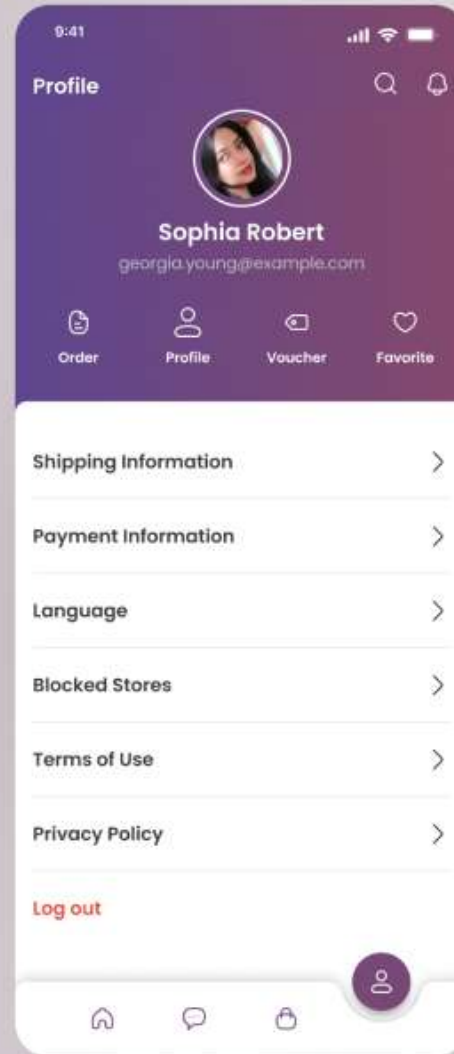 9:41
Profile
Sophia Robert
georgia.young@example.com
Order Profile Voucher Favorite
Shipping Information
Payment Information
Language
Blocked Stores
Terms of Use
Privacy Policy
Log out